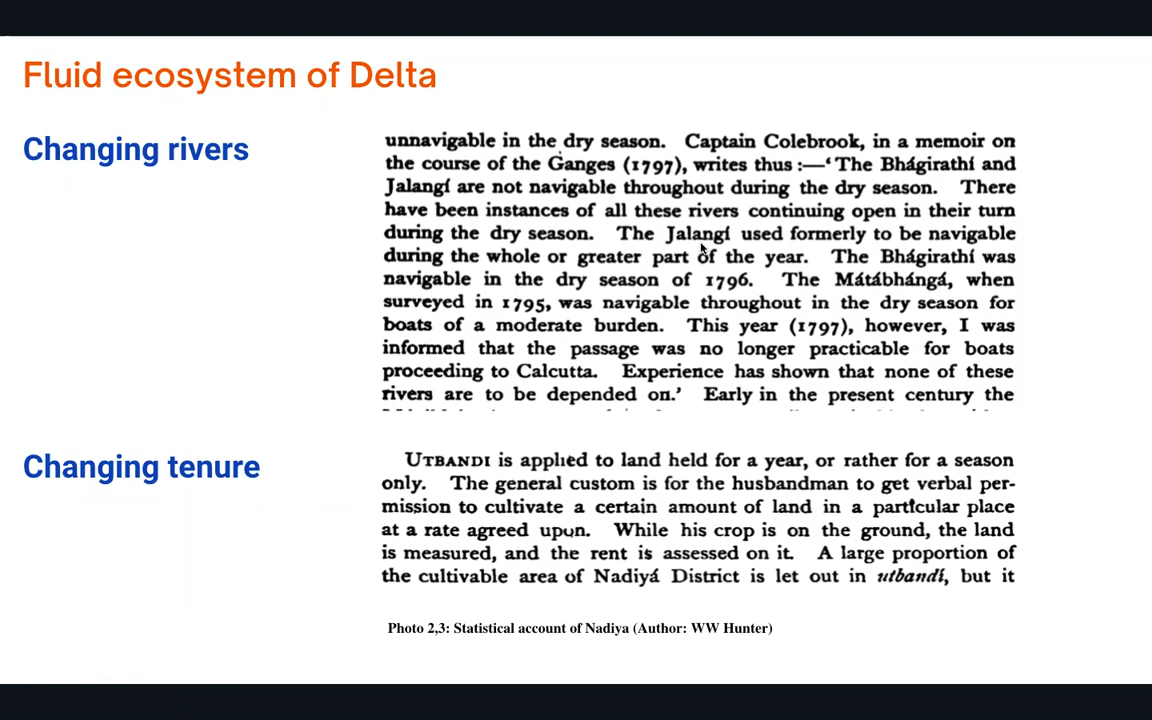 Fluid ecosystem of Delta
Changing rivers
unnavigable in the dry season. Captain Colebrook, in a memoir on
the course of the Ganges (1797), writes thus :—‘The Bhágirathí and
Jalangí are not navigable throughout during the dry season. There
have been instances of all these rivers continuing open in their turn
during the dry season. The Jalangí used formerly to be navigable
during the whole or greater part of the year. The Bhágirathí was
navigable in the dry season of 1796. The Mátábhángá, when
surveyed in 1795, was navigable throughout in the dry season for
boats of a moderate burden. This year (1797), however, I was
informed that the passage was no longer practicable for boats
proceeding to Calcutta. Experience has shown that none of these
rivers are to be depended on.’ Early in the present century the
Changing tenure
UTBANDI is applied to land held for a year, or rather for a season
only. The general custom is for the husbandman to get verbal per-
mission to cultivate a certain amount of land in a particular place
at a rate agreed upon. While his crop is on the ground, the land
is measured, and the rent is assessed on it. A large proportion of
the cultivable area of Nadiyá District is let out in utbandí, but it
Photo 2,3: Statistical account of Nadiya (Author: WW Hunter)